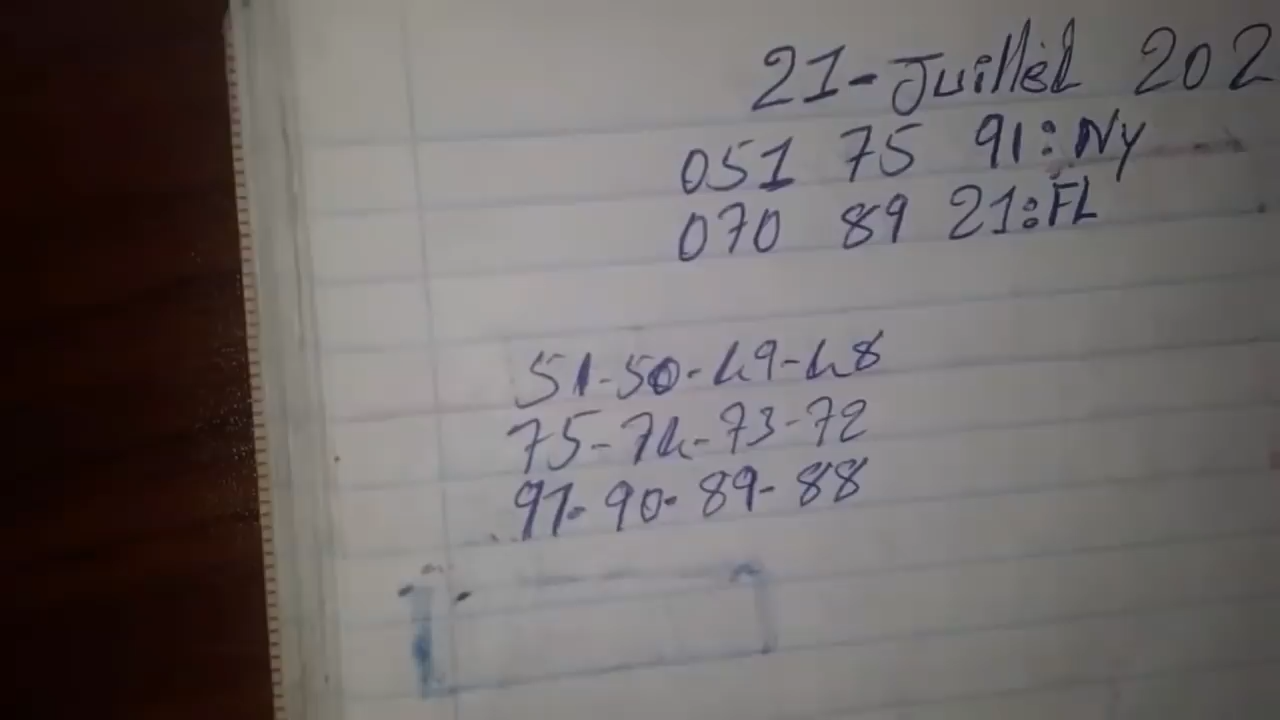 21-Juillet 202
051 75 91:NY
070 89 21:FL
51-50-49-48
75-74-73-72
91-90-89-88